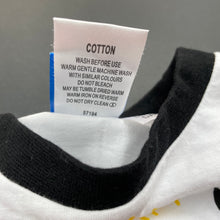 COTTON
WASH BEFORE USE
WARM GENTLE MACHINE WASH
WITH SIMILAR COLOURS
DO NOT BLEACH
MAY BE TUMBLE DRIED WARM
WARM IRON ON REVERSE
DO NOT DRY CLEAN
57184